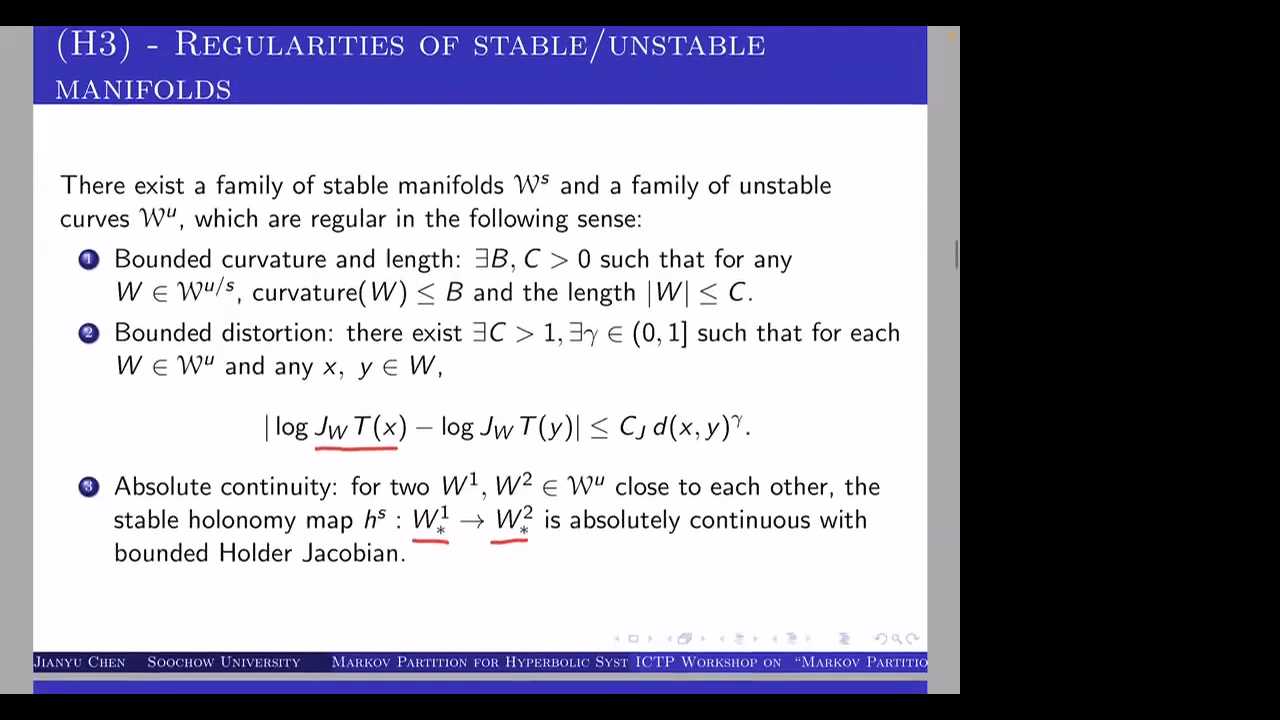 (H3) - Regularities of stable/unstable
manifolds
There exist a family of stable manifolds 𝒲ˢ and a family of unstable
curves 𝒲ᵘ, which are regular in the following sense:
1 Bounded curvature and length: ∃B, C > 0 such that for any
W ∈ 𝒲ᵘ/ˢ, curvature(W) ≤ B and the length |W| ≤ C.
2 Bounded distortion: there exist ∃C > 1, ∃γ ∈ (0, 1] such that for each
W ∈ 𝒲ᵘ and any x, y ∈ W,
| log J_W T(x) − log J_W T(y)| ≤ C_J d(x, y)^γ.
3 Absolute continuity: for two W¹, W² ∈ 𝒲ᵘ close to each other, the
stable holonomy map hˢ : W¹_* → W²_* is absolutely continuous with
bounded Holder Jacobian.
Jianyu Chen Soochow University Markov Partition for Hyperbolic Syst ICTP Workshop on “Markov Partitio